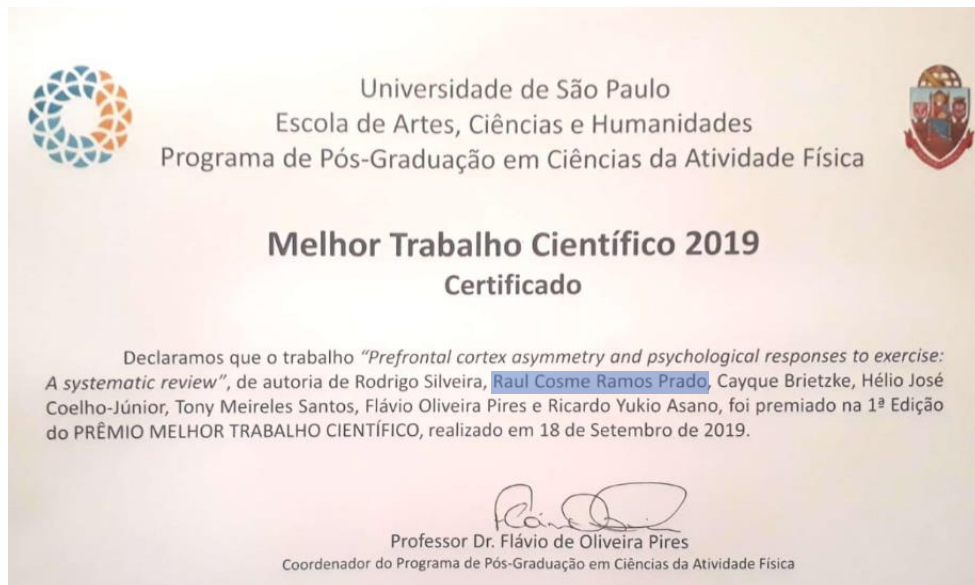 Universidade de São Paulo
Escola de Artes, Ciências e Humanidades
Programa de Pós-Graduação em Ciências da Atividade Física
Melhor Trabalho Científico 2019
Certificado
Declaramos que o trabalho “Prefrontal cortex asymmetry and psychological responses to exercise:
A systematic review”, de autoria de Rodrigo Silveira, Raul Cosme Ramos Prado, Cayque Brietzke, Hélio José
Coelho-Júnior, Tony Meireles Santos, Flávio Oliveira Pires e Ricardo Yukio Asano, foi premiado na 1ª Edição
do PRÊMIO MELHOR TRABALHO CIENTÍFICO, realizado em 18 de Setembro de 2019.
Professor Dr. Flávio de Oliveira Pires
Coordenador do Programa de Pós-Graduação em Ciências da Atividade Física